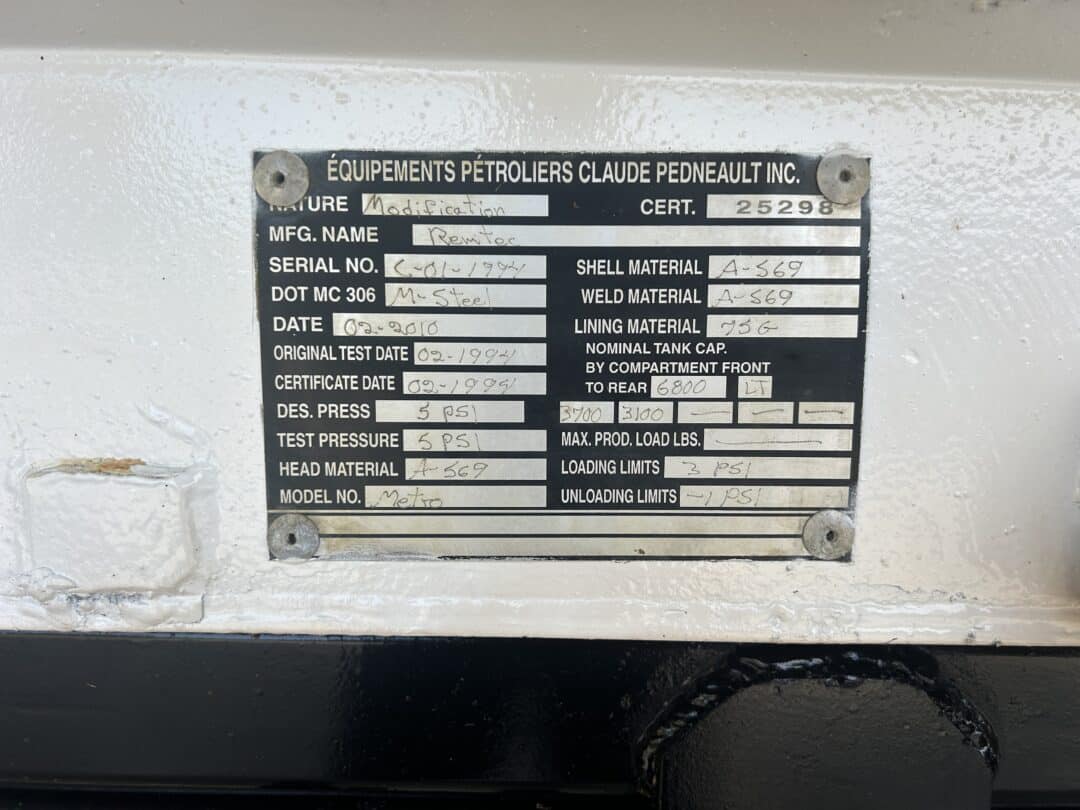 ÉQUIPEMENTS PÉTROLIERS CLAUDE PEDNEAULT INC.
NATURE Modification CERT. 25298
MFG. NAME Remtec
SERIAL NO. C-01-1994 SHELL MATERIAL A-569
DOT MC 306 M-Steel WELD MATERIAL A-569
DATE 02-2010 LINING MATERIAL 75G
ORIGINAL TEST DATE 02-1994 NOMINAL TANK CAP.
BY COMPARTMENT FRONT
CERTIFICATE DATE 02-1994 TO REAR 6800 LT
DES. PRESS 5 PSI 3700 3100 — — —
TEST PRESSURE 5 PSI MAX. PROD. LOAD LBS. —
HEAD MATERIAL A-569 LOADING LIMITS 3 PSI
MODEL NO. Metro UNLOADING LIMITS -1 PSI